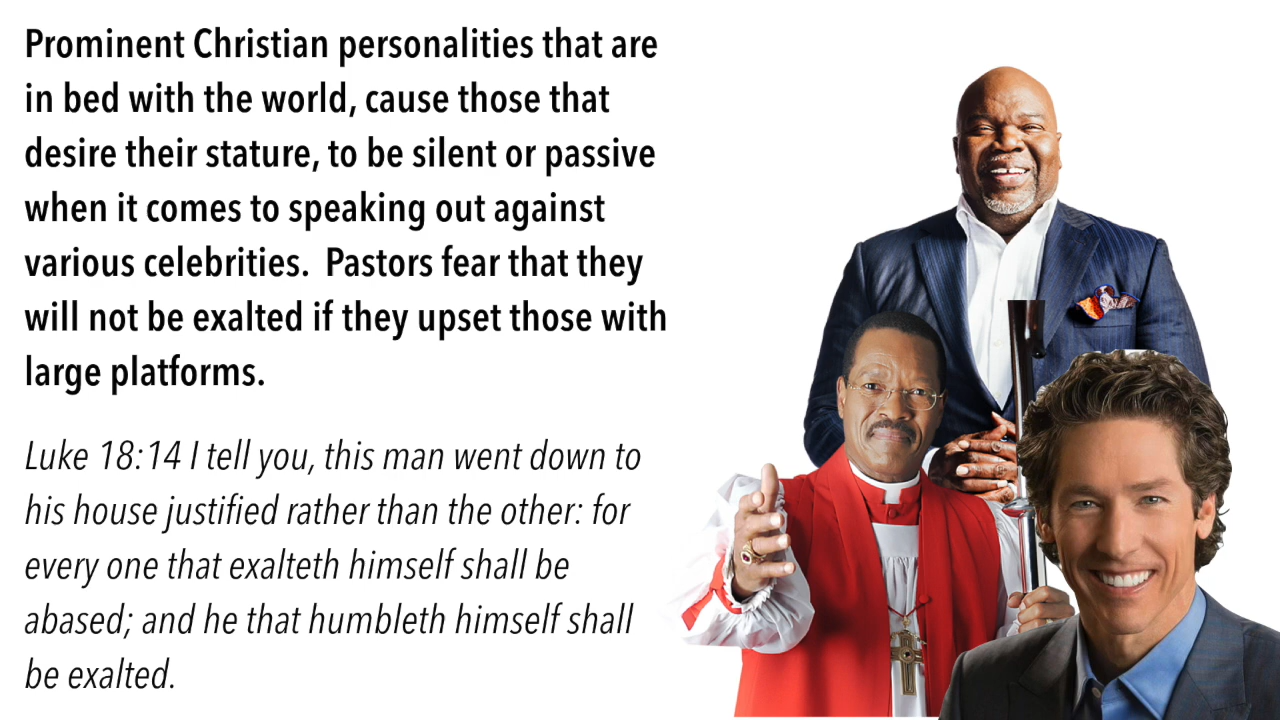 Prominent Christian personalities that are
in bed with the world, cause those that
desire their stature, to be silent or passive
when it comes to speaking out against
various celebrities.  Pastors fear that they
will not be exalted if they upset those with
large platforms.
Luke 18:14 I tell you, this man went down to
his house justified rather than the other: for
every one that exalteth himself shall be
abased; and he that humbleth himself shall
be exalted.